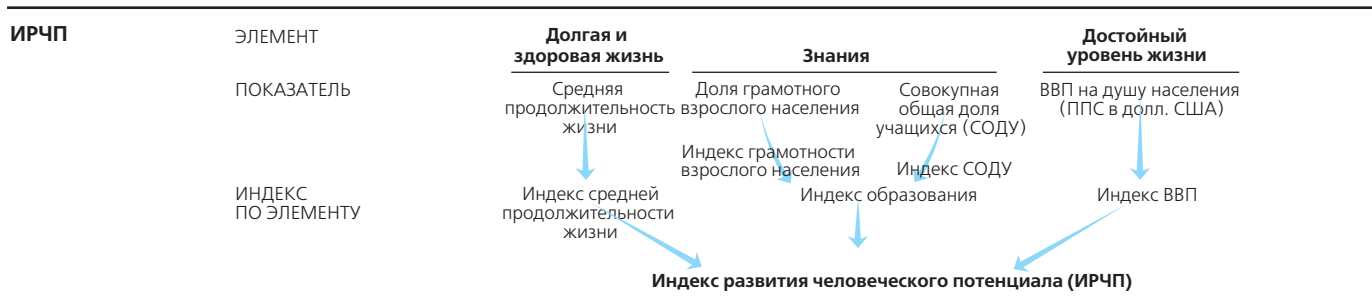 ИРЧП
ЭЛЕМЕНТ
Долгая и
здоровая жизнь
Знания
Достойный
уровень жизни
ПОКАЗАТЕЛЬ
Средняя
продолжительность
жизни
Доля грамотного
взрослого населения
Совокупная
общая доля
учащихся (СОДУ)
ВВП на душу населения
(ППС в долл. США)
Индекс грамотности
взрослого населения
Индекс СОДУ
ИНДЕКС
ПО ЭЛЕМЕНТУ
Индекс средней
продолжительности
жизни
Индекс образования
Индекс ВВП
Индекс развития человеческого потенциала (ИРЧП)